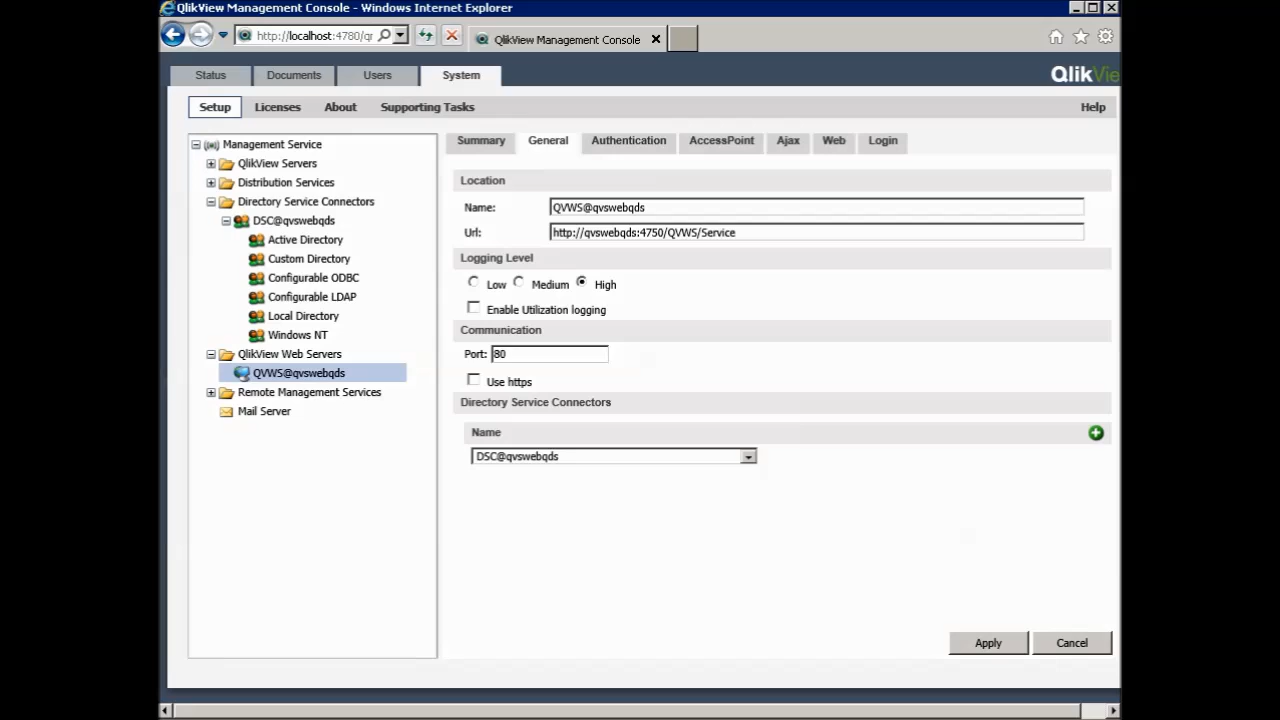 QlikView Management Console - Windows Internet Explorer
http://localhost:4780/qr
QlikView Management Console
Status Documents Users System
QlikVie
Setup Licenses About Supporting Tasks Help
Management Service
QlikView Servers
Distribution Services
Directory Service Connectors
DSC@qvswebqds
Active Directory
Custom Directory
Configurable ODBC
Configurable LDAP
Local Directory
Windows NT
QlikView Web Servers
QVWS@qvswebqds
Remote Management Services
Mail Server
Summary General Authentication AccessPoint Ajax Web Login
Location
Name: QVWS@qvswebqds
Url: http://qvswebqds:4750/QVWS/Service
Logging Level
Low Medium High
Enable Utilization logging
Communication
Port: 80
Use https
Directory Service Connectors
Name
DSC@qvswebqds
Apply Cancel